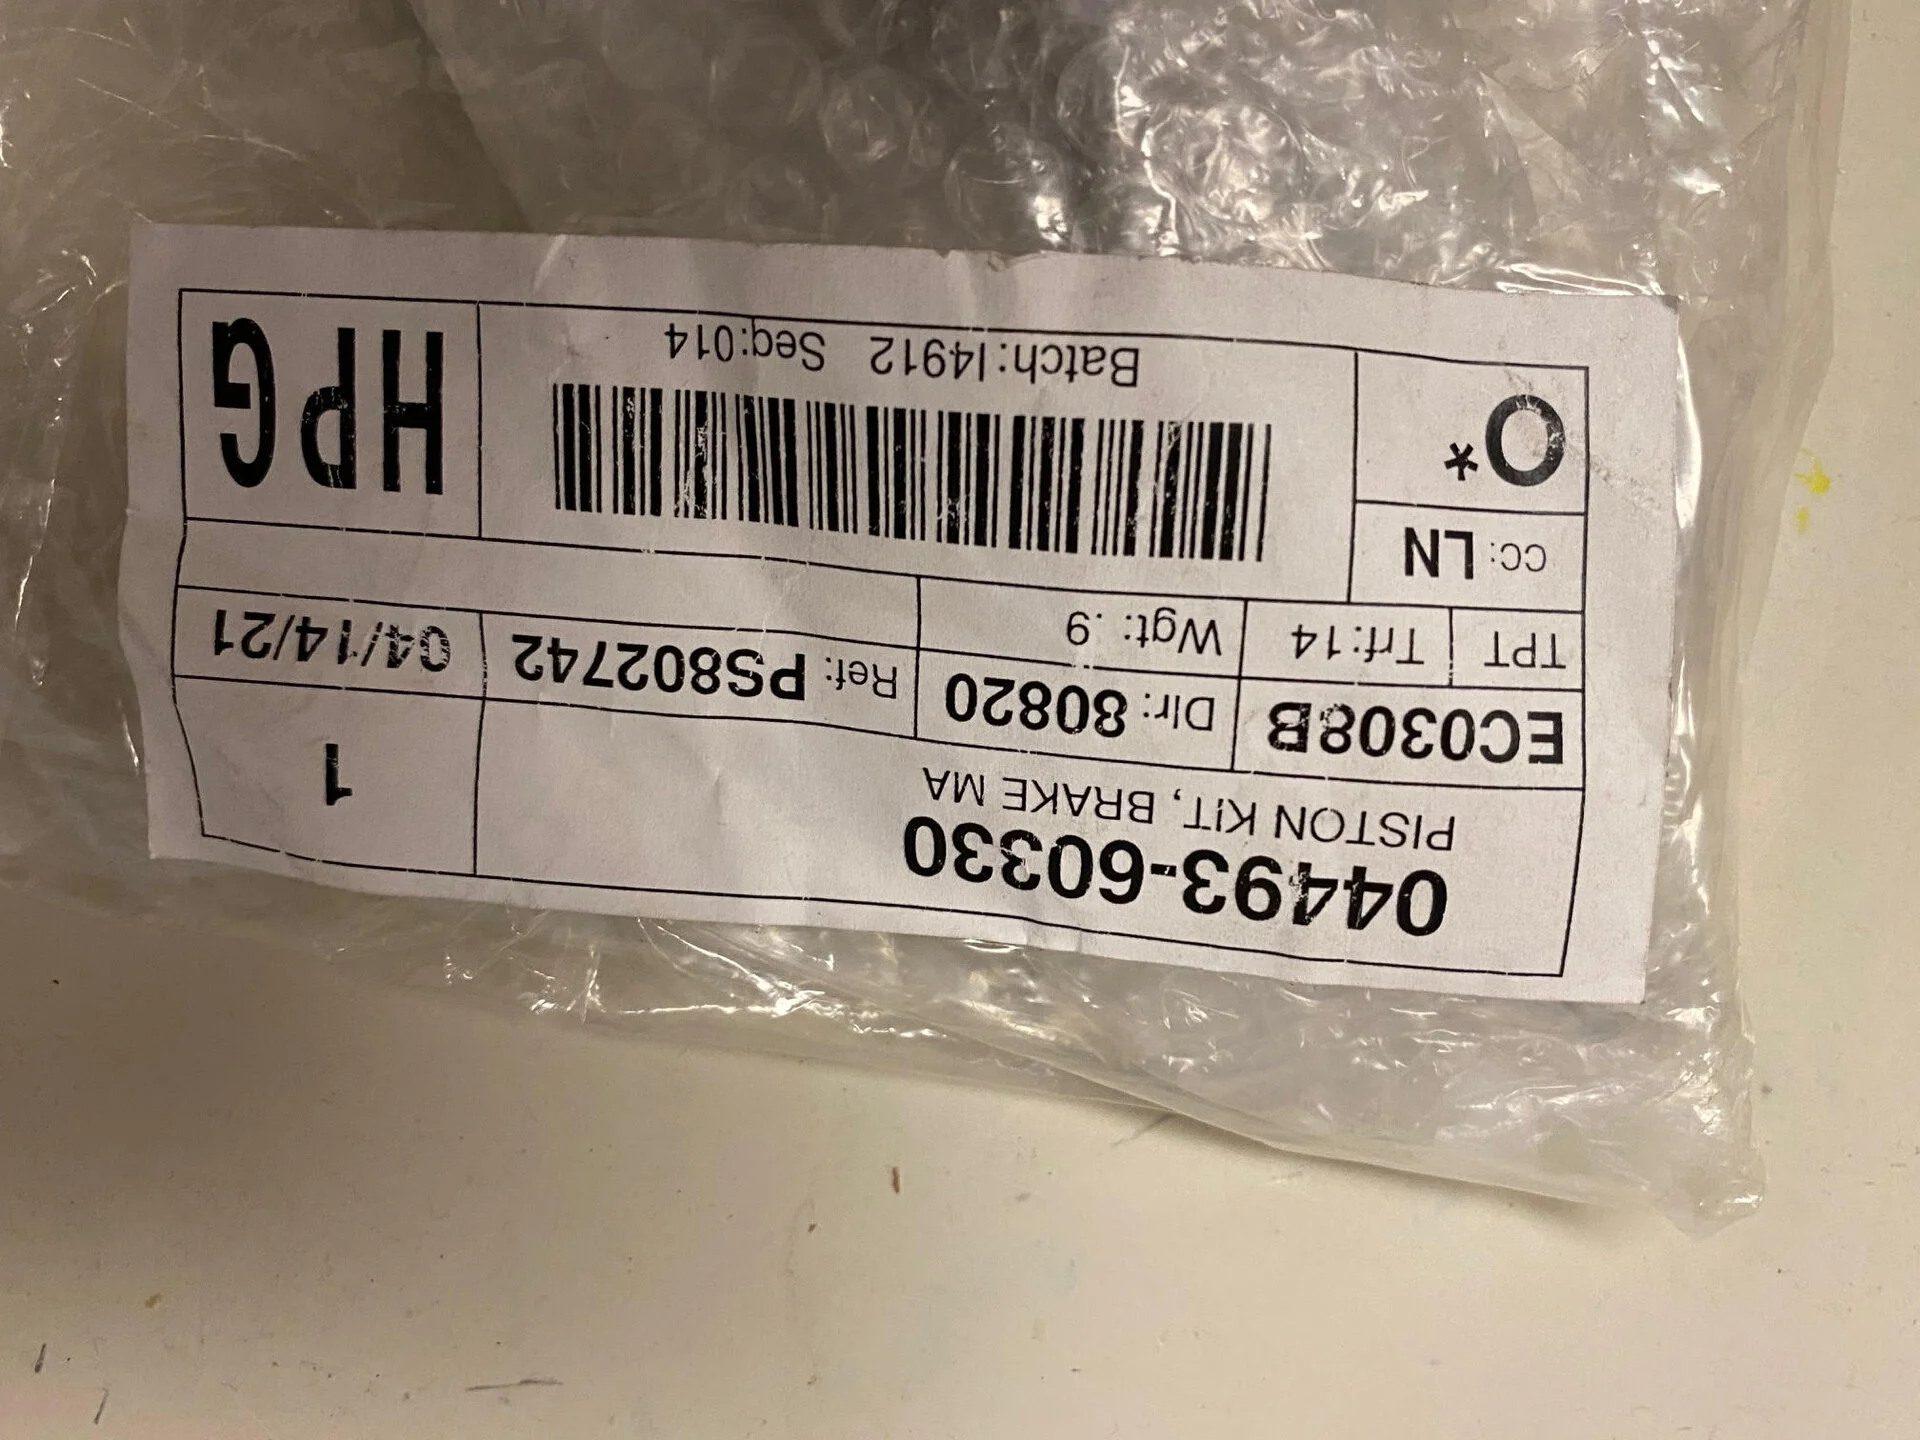 04493-60330
PISTON KIT, BRAKE MA
1
EC0308B
Dlr: 80820
Ref: PS802742
04/14/21
TPT
Trf:14
Wgt: .9
cc: LN
O*
Batch:I4912 Seq:014
HPG